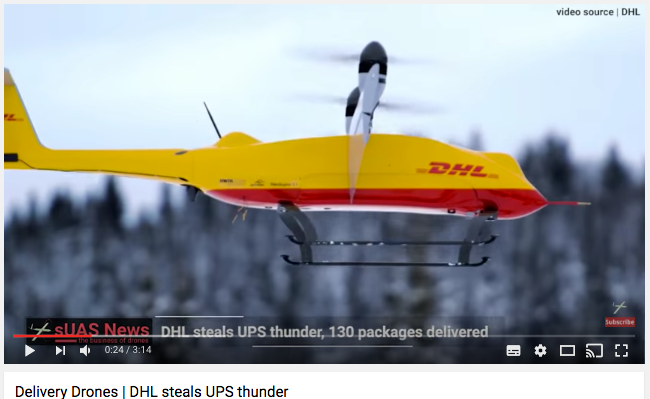 video source | DHL
DHL
sUAS News
the business of drones
DHL steals UPS thunder, 130 packages delivered
Subscribe
0:24 / 3:14
Delivery Drones | DHL steals UPS thunder